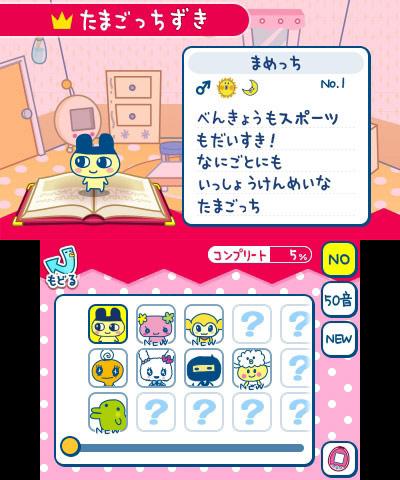 たまごっちずき
まめっち
No.1
べんきょうもスポーツ
もだいすき！
なにごとにも
いっしょうけんめいな
たまごっち
もどる
コンプリート 5%
NO
50音
NEW
? ?
NEW NEW
?
NEW NEW NEW
? ? ? ?
NEW